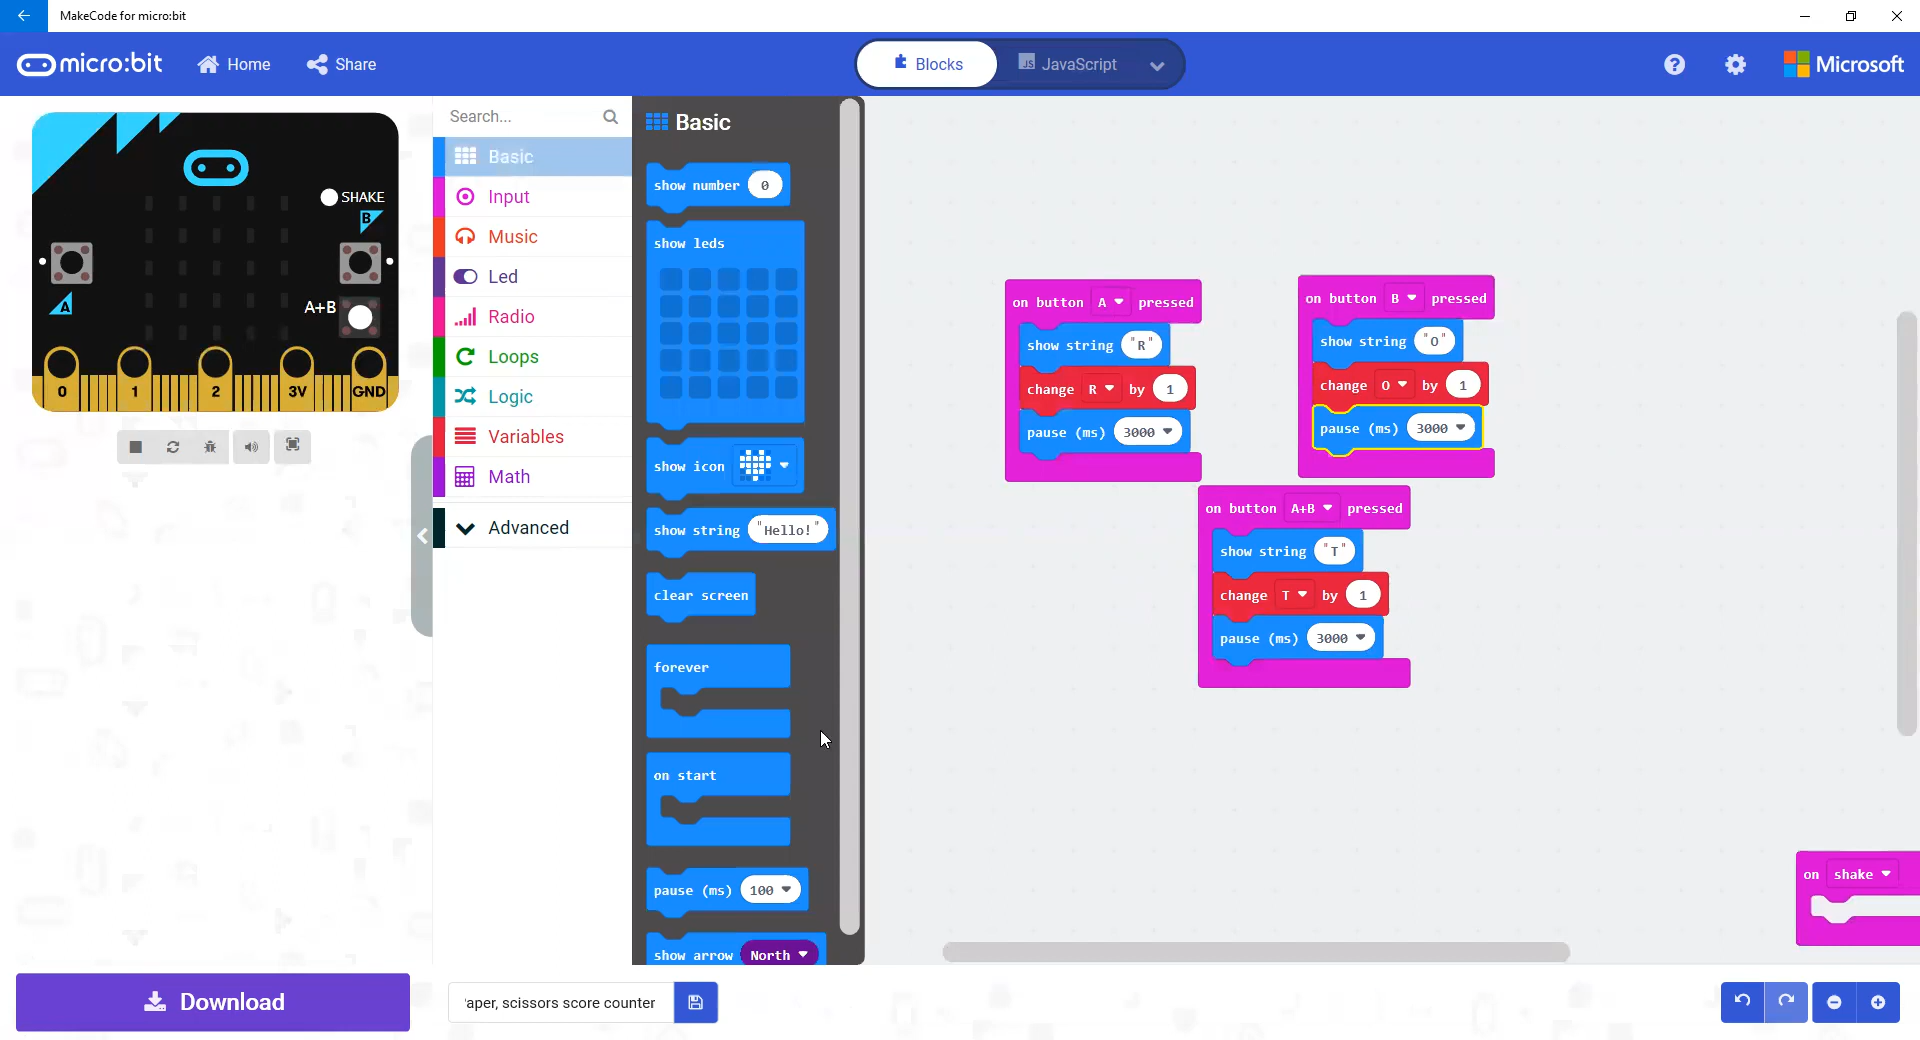 MakeCode for micro:bit
micro:bit
Home
Share
Blocks
JS
JavaScript
Microsoft
SHAKE
B
A
A+B
0
1
2
3V
GND
Search...
Basic
Input
Music
Led
Radio
Loops
Logic
Variables
Math
Advanced
Basic
show number 0
show leds
show icon
show string "Hello!"
clear screen
forever
on start
pause (ms) 100
show arrow North
on button A pressed
show string "R"
change R by 1
pause (ms) 3000
on button B pressed
show string "O"
change O by 1
pause (ms) 3000
on button A+B pressed
show string "T"
change T by 1
pause (ms) 3000
on shake
Download
'aper, scissors score counter